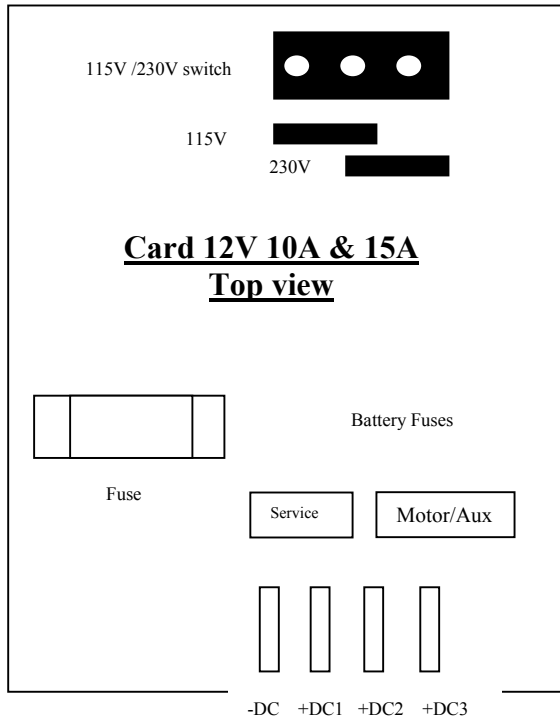 115V /230V switch
115V
230V
Card 12V 10A & 15A
Top view
Battery Fuses
Fuse
Service
Motor/Aux
-DC +DC1 +DC2 +DC3